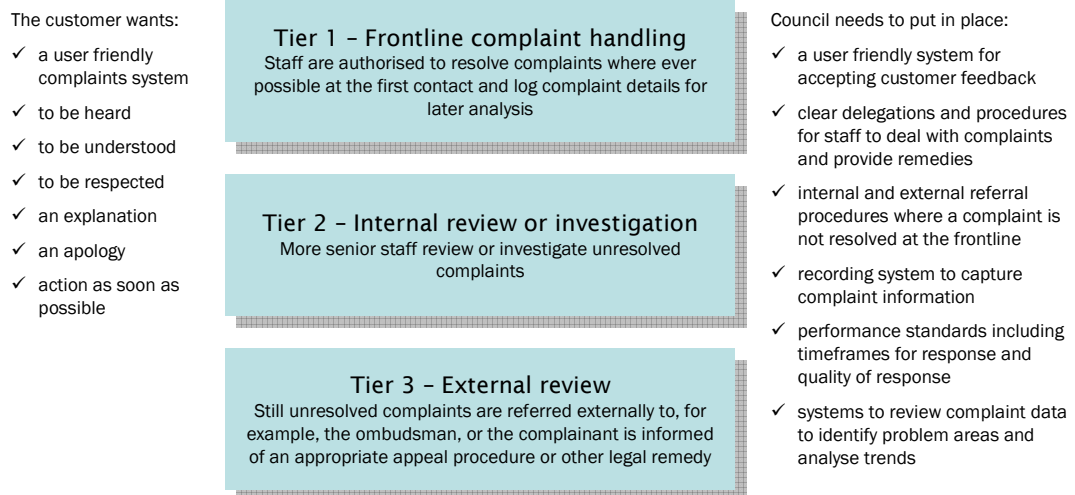 The customer wants:
✓ a user friendly
complaints system
✓ to be heard
✓ to be understood
✓ to be respected
✓ an explanation
✓ an apology
✓ action as soon as
possible
Tier 1 – Frontline complaint handling
Staff are authorised to resolve complaints where ever
possible at the first contact and log complaint details for
later analysis
Tier 2 – Internal review or investigation
More senior staff review or investigate unresolved
complaints
Tier 3 – External review
Still unresolved complaints are referred externally to, for
example, the ombudsman, or the complainant is informed
of an appropriate appeal procedure or other legal remedy
Council needs to put in place:
✓ a user friendly system for
accepting customer feedback
✓ clear delegations and procedures
for staff to deal with complaints
and provide remedies
✓ internal and external referral
procedures where a complaint is
not resolved at the frontline
✓ recording system to capture
complaint information
✓ performance standards including
timeframes for response and
quality of response
✓ systems to review complaint data
to identify problem areas and
analyse trends